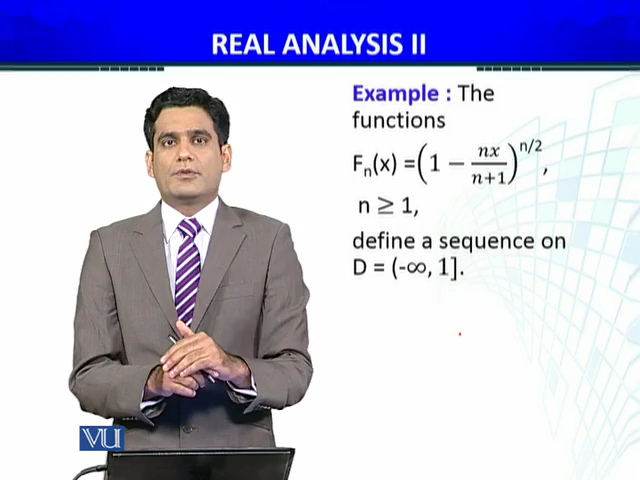 REAL ANALYSIS II
Example : The
functions
Fₙ(x) =(1 − nx/n+1)^n/2,
n ≥ 1,
define a sequence on
D = (-∞, 1].
VU